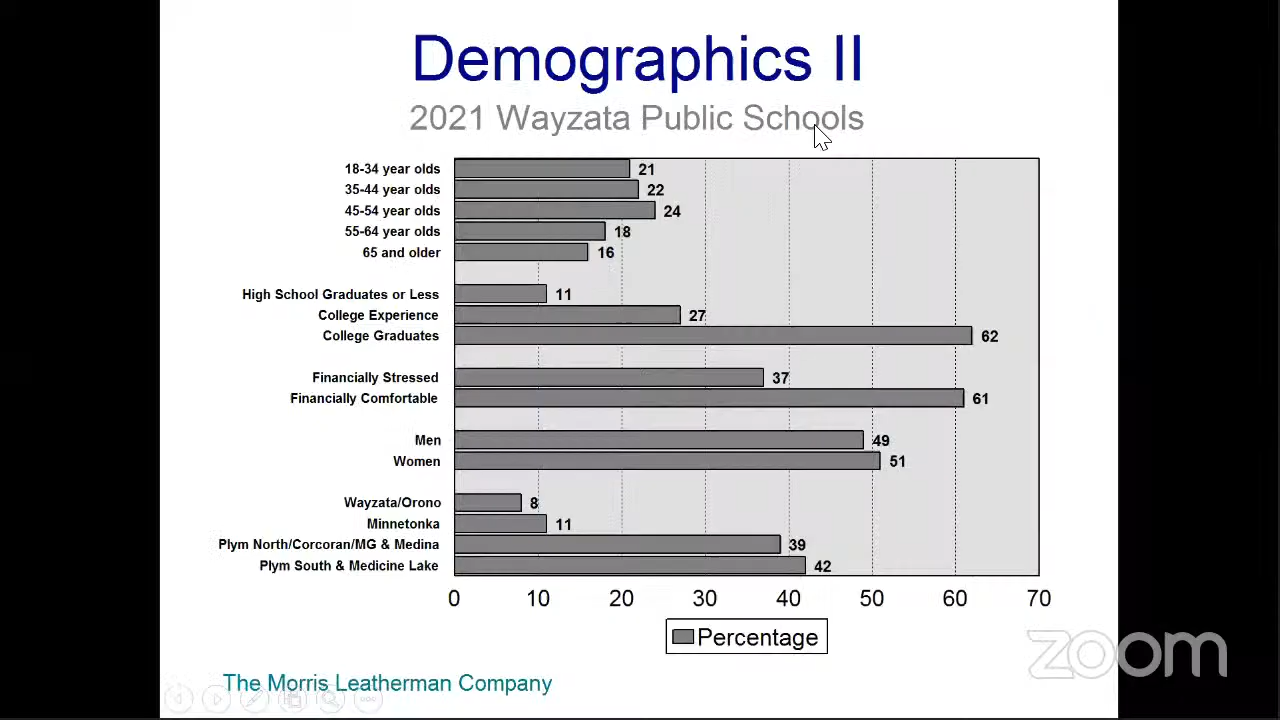 Demographics II
2021 Wayzata Public Schools
18-34 year olds 21
35-44 year olds 22
45-54 year olds 24
55-64 year olds 18
65 and older 16
High School Graduates or Less 11
College Experience 27
College Graduates 62
Financially Stressed 37
Financially Comfortable 61
Men 49
Women 51
Wayzata/Orono 8
Minnetonka 11
Plym North/Corcoran/MG & Medina 39
Plym South & Medicine Lake 42
0 10 20 30 40 50 60 70
Percentage
zoom
The Morris Leatherman Company